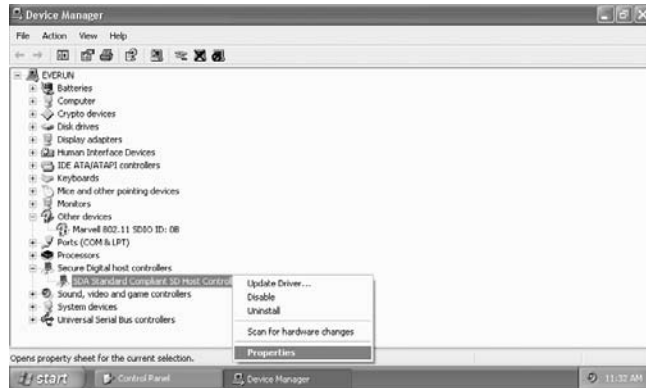 Device Manager
File Action View Help
EVERUN
Batteries
Computer
Crypto devices
Disk drives
Display adapters
Human Interface Devices
IDE ATA/ATAPI controllers
Keyboards
Mice and other pointing devices
Monitors
Other devices
Marvell 802.11 SDIO ID: 0B
Ports (COM & LPT)
Processors
Secure Digital host controllers
SDA Standard Compliant SD Host Control
Sound, video and game controllers
System devices
Universal Serial Bus controllers
Update Driver...
Disable
Uninstall
Scan for hardware changes
Properties
Opens property sheet for the current selection.
start Control Panel Device Manager 11:32 AM